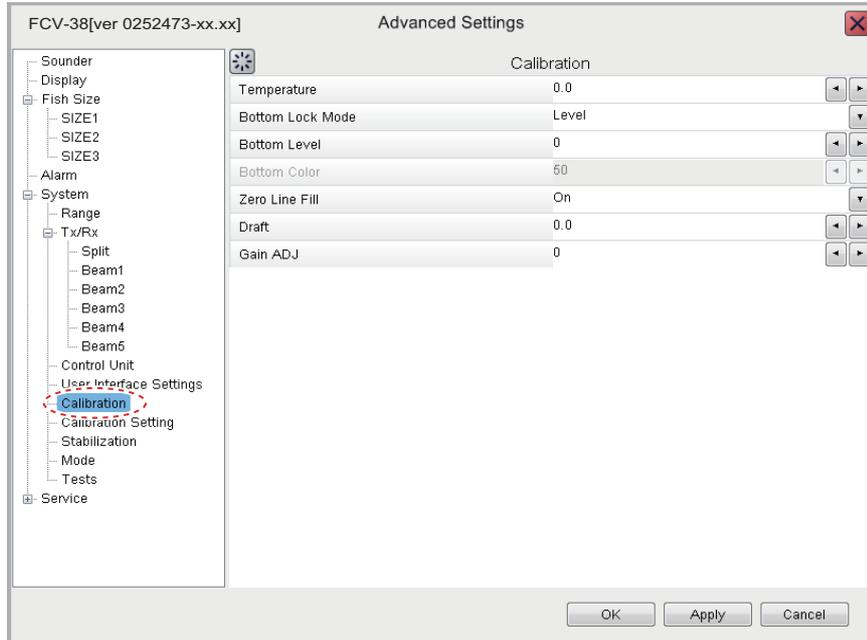 FCV-38[ver 0252473-xx.xx]
Advanced Settings
Sounder
Display
Fish Size
SIZE1
SIZE2
SIZE3
Alarm
System
Range
Tx/Rx
Split
Beam1
Beam2
Beam3
Beam4
Beam5
Control Unit
User Interface Settings
Calibration
Calibration Setting
Stabilization
Mode
Tests
Service
Calibration
Temperature 0.0
Bottom Lock Mode Level
Bottom Level 0
Bottom Color 50
Zero Line Fill On
Draft 0.0
Gain ADJ 0
OK Apply Cancel